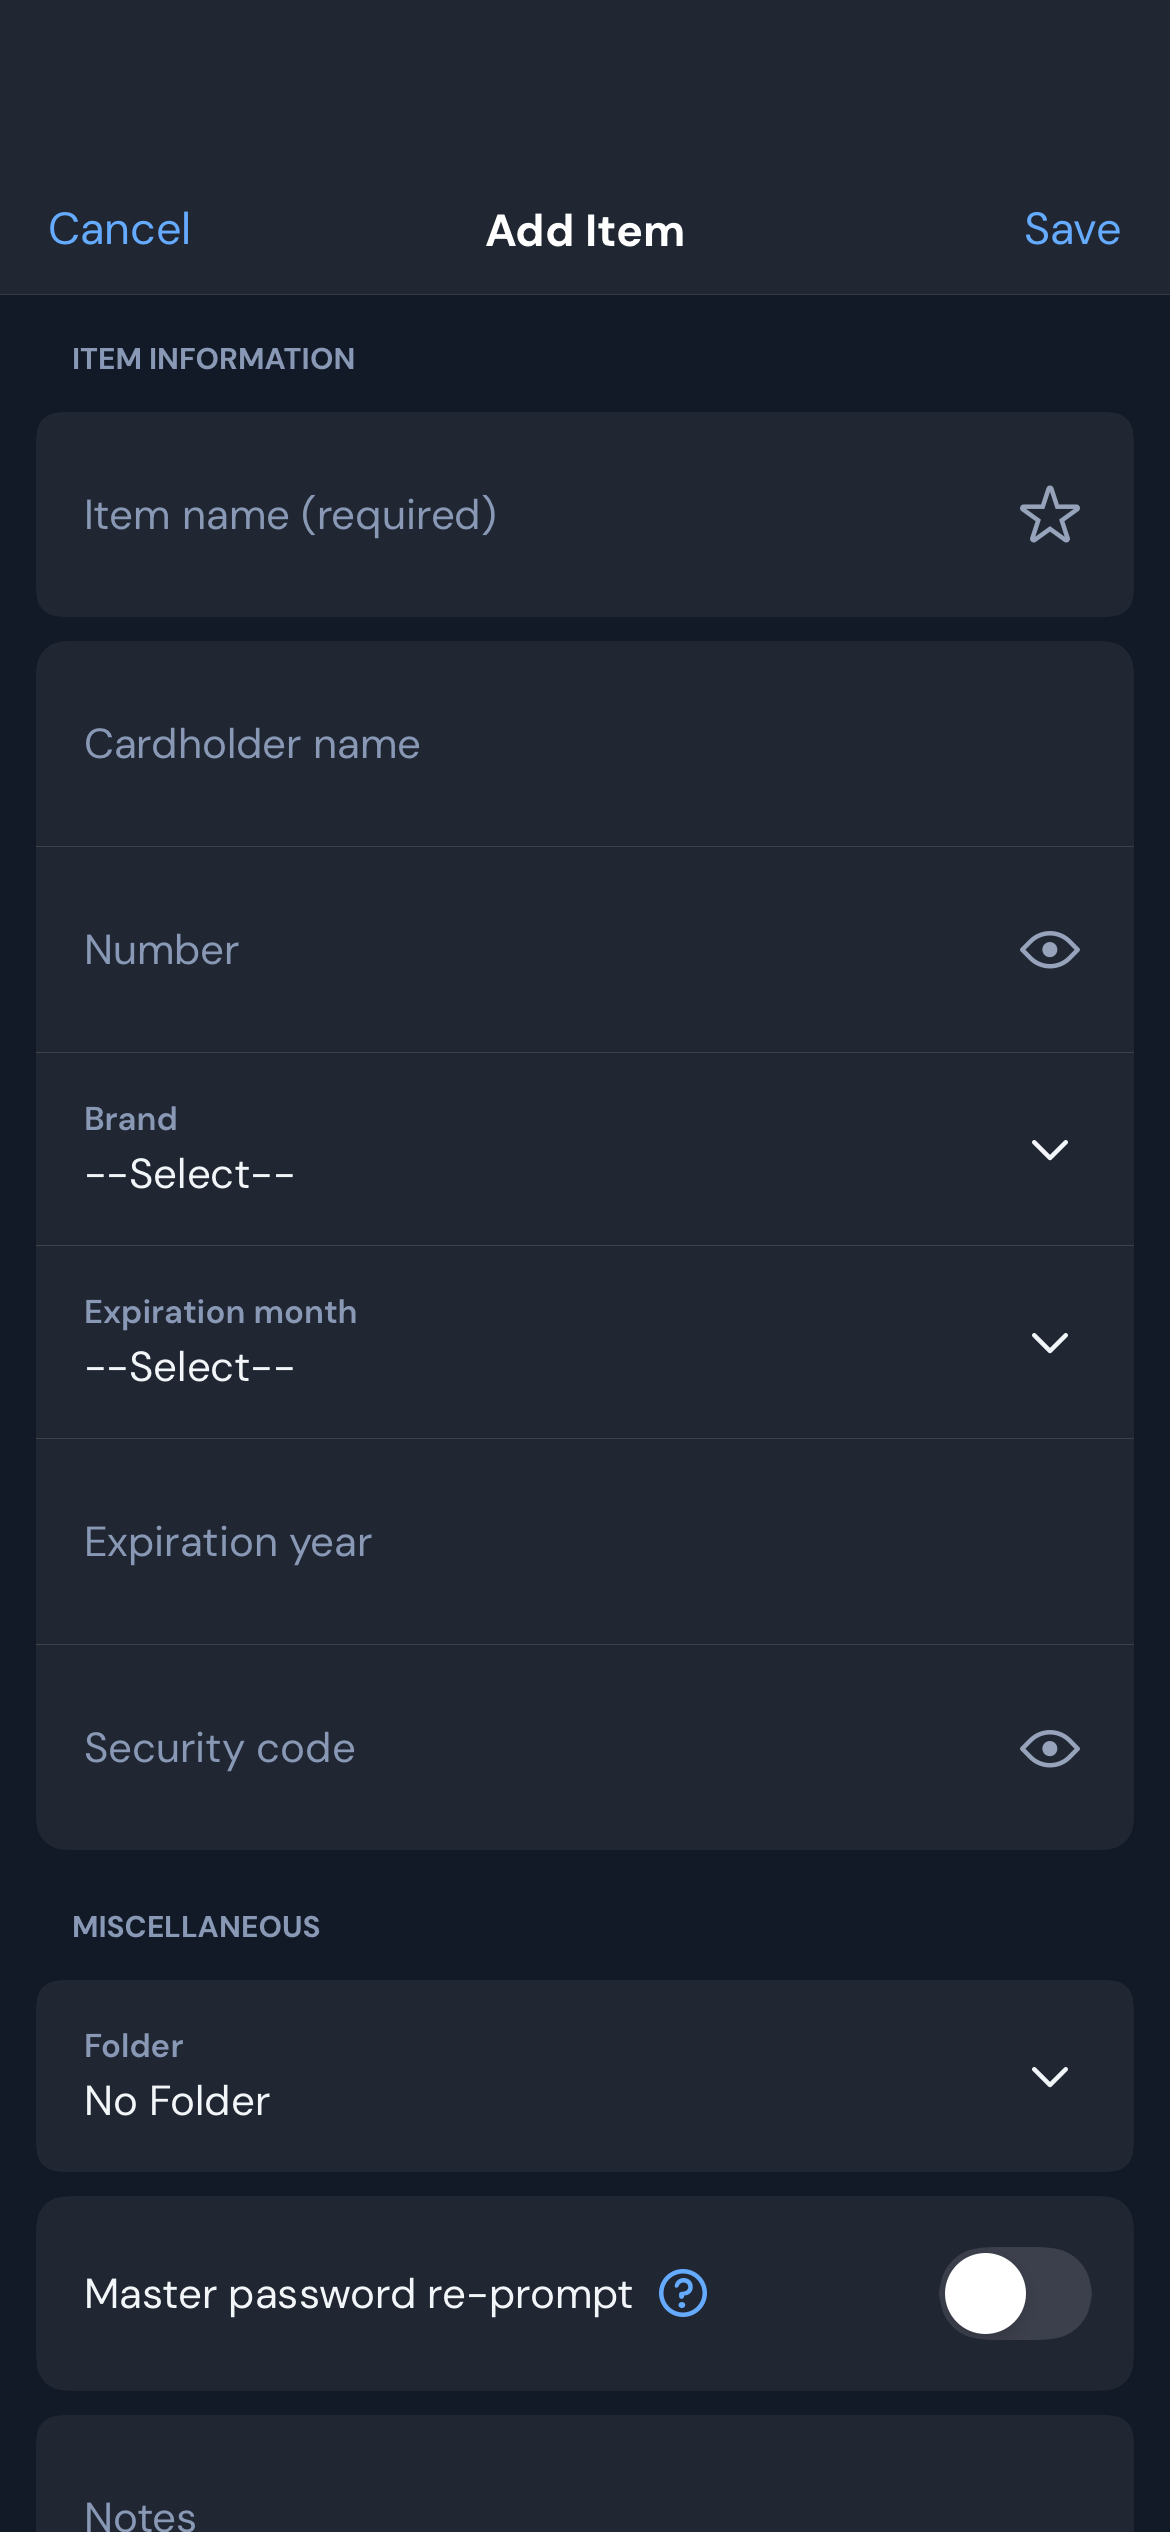 Cancel
Add Item
Save
ITEM INFORMATION
Item name (required)
Cardholder name
Number
Brand
--Select--
Expiration month
--Select--
Expiration year
Security code
MISCELLANEOUS
Folder
No Folder
Master password re-prompt
Notes